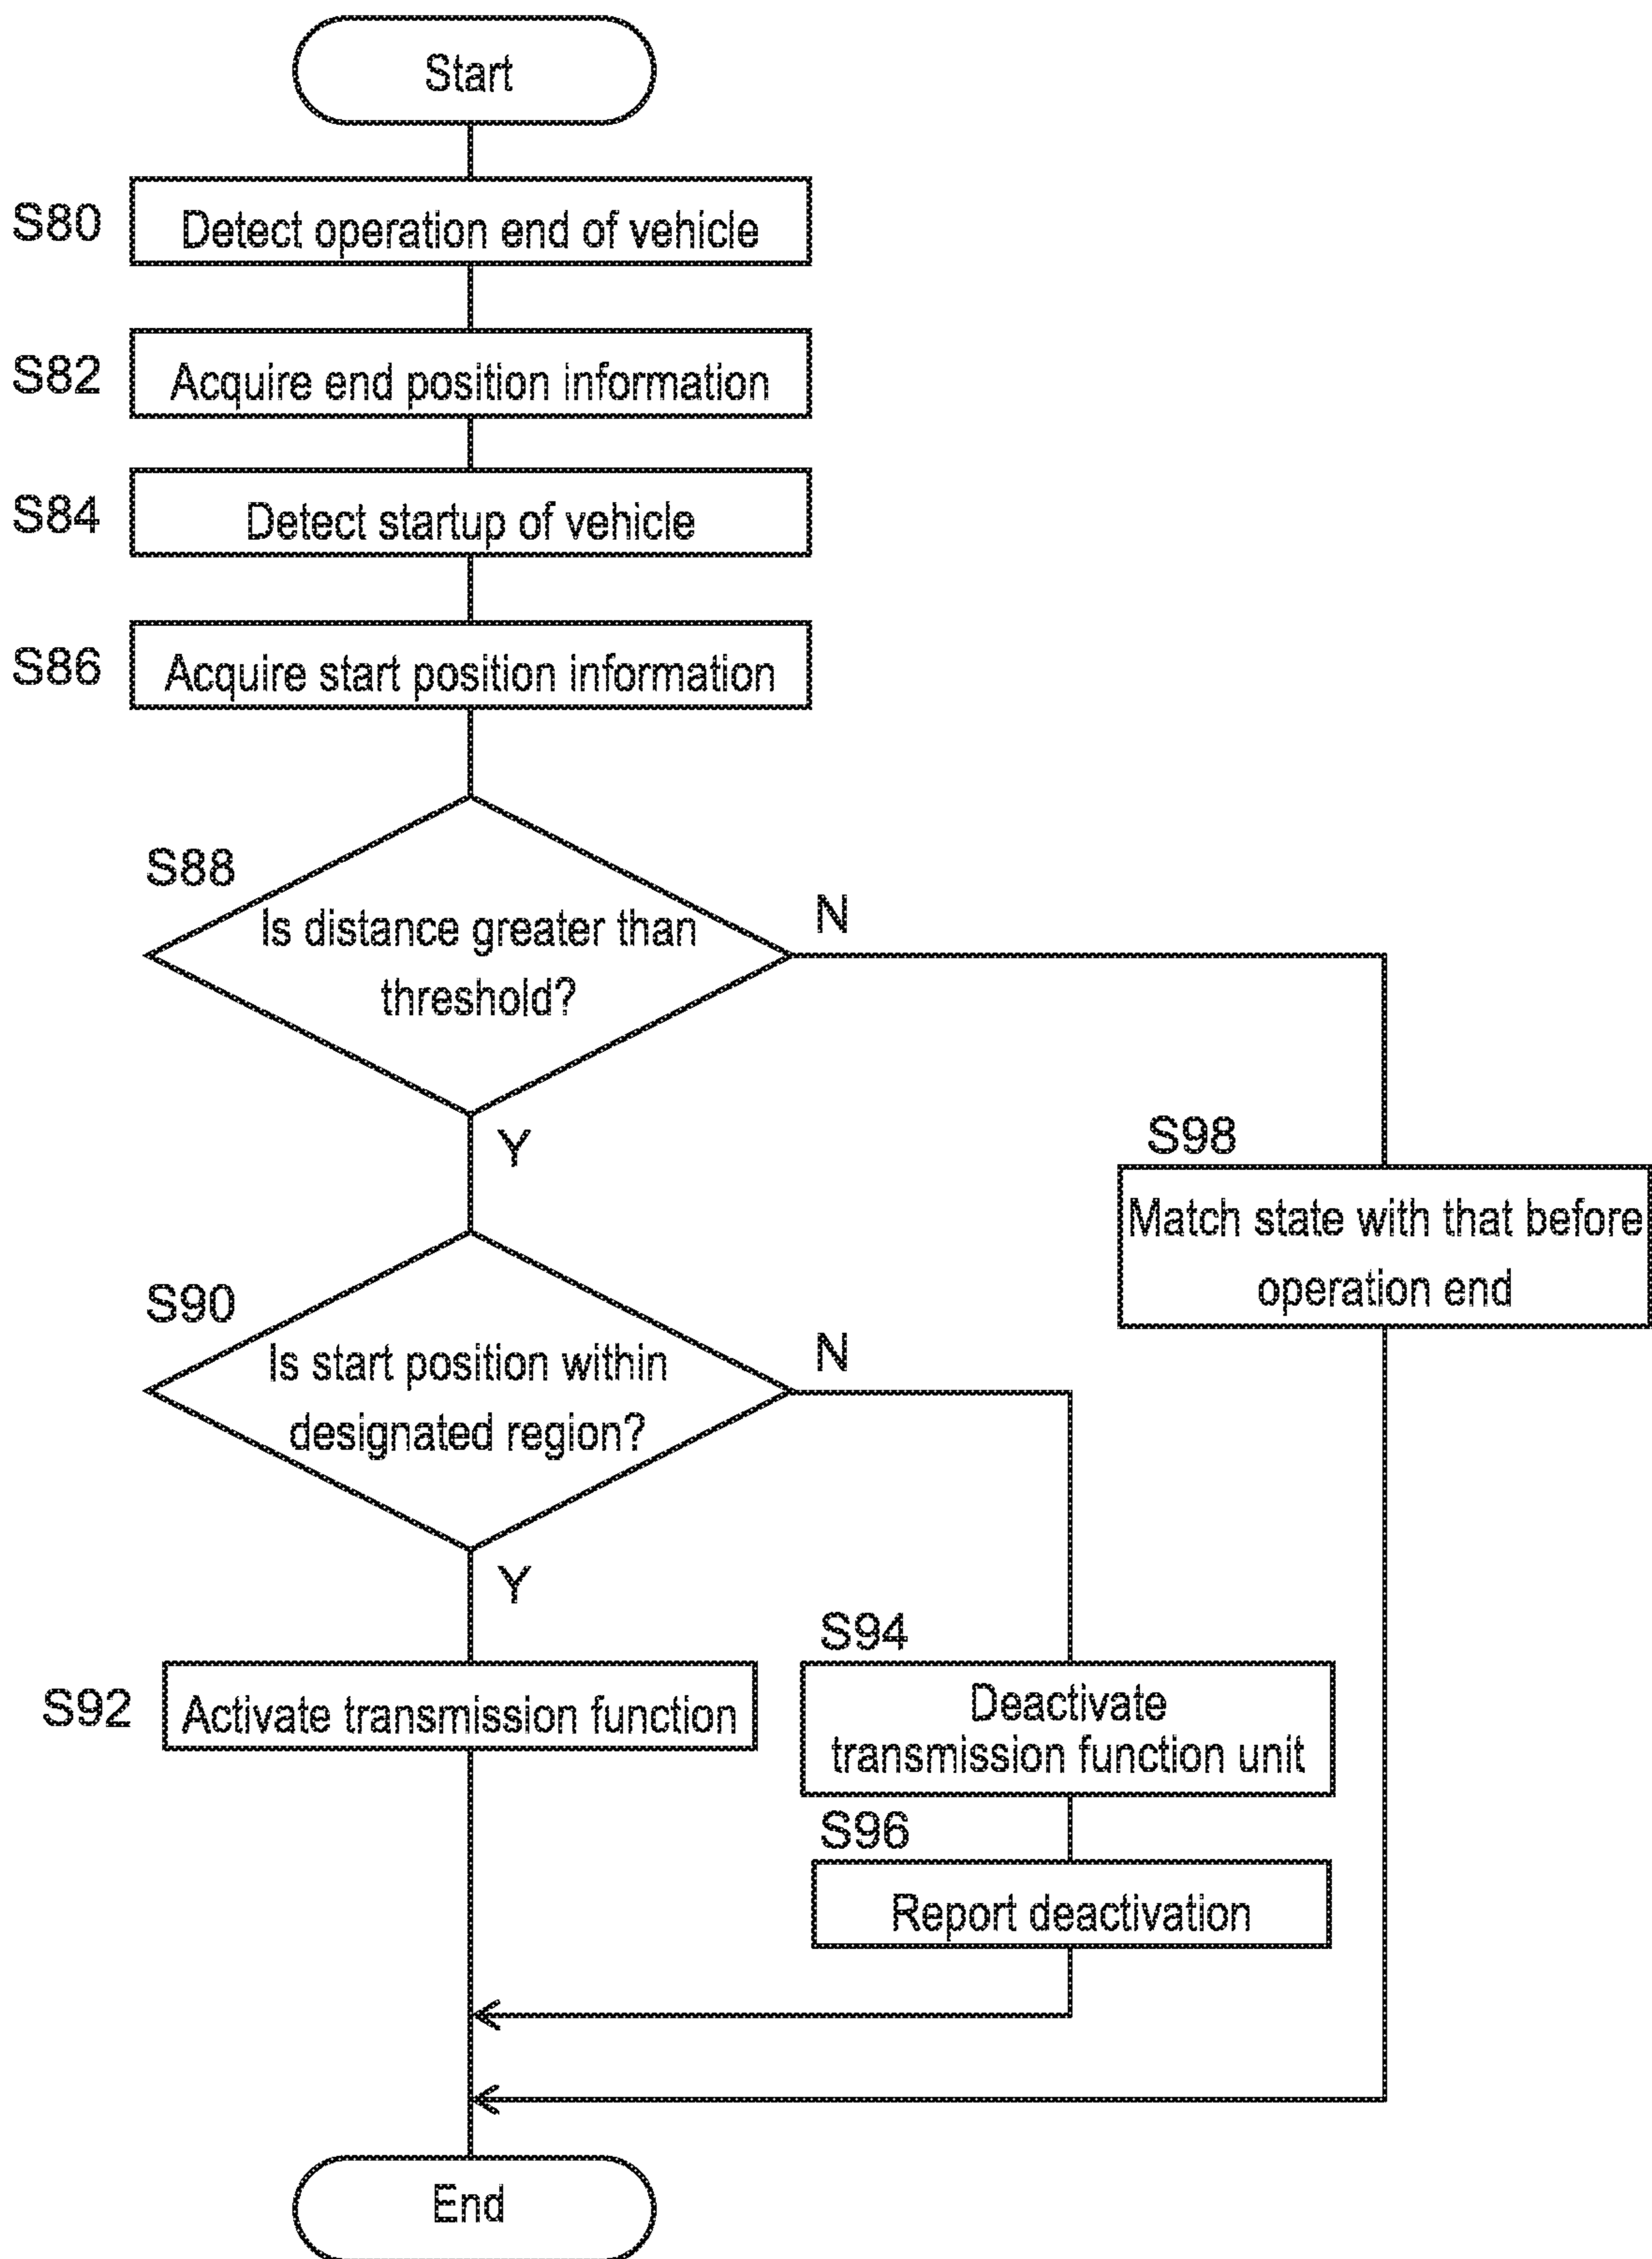 Start
S80
Detect operation end of vehicle
S82
Acquire end position information
S84
Detect startup of vehicle
S86
Acquire start position information
S88
Is distance greater than
threshold?
N
Y
S98
Match state with that before
operation end
S90
Is start position within
designated region?
N
Y
S92
Activate transmission function
S94
Deactivate
transmission function unit
S96
Report deactivation
End